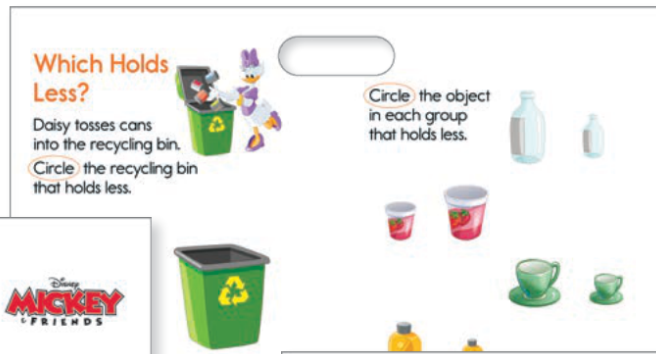 Which Holds
Less?
Daisy tosses cans
into the recycling bin.
Circle the recycling bin
that holds less.
Circle the object
in each group
that holds less.
Disney
MICKEY
& FRIENDS